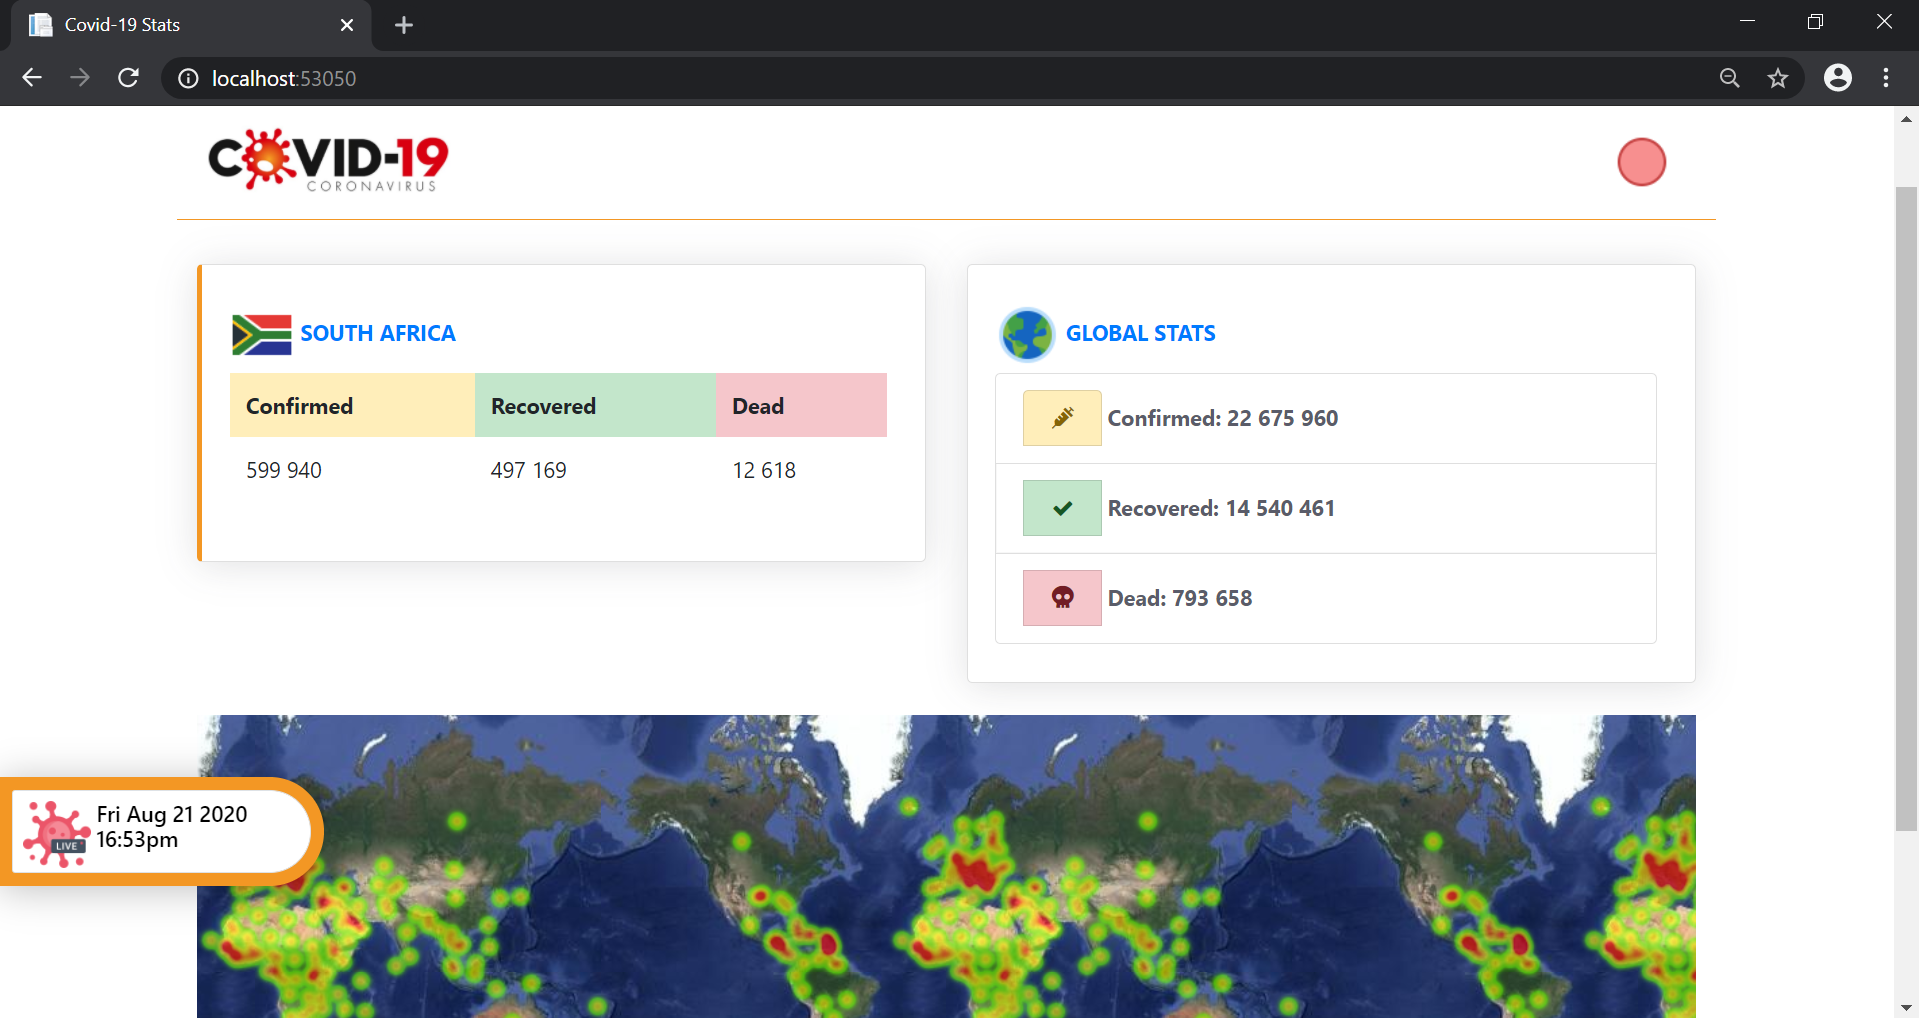 Covid-19 Stats
localhost:53050
COVID-19
CORONAVIRUS
SOUTH AFRICA
Confirmed Recovered Dead
599 940 497 169 12 618
GLOBAL STATS
Confirmed: 22 675 960
Recovered: 14 540 461
Dead: 793 658
Fri Aug 21 2020
16:53pm
LIVE